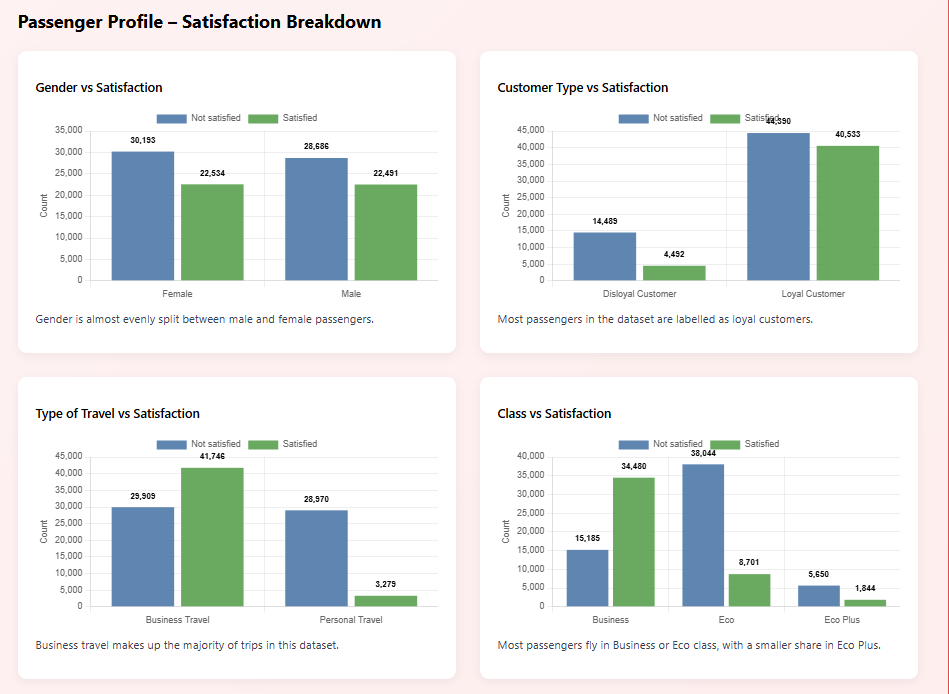 Passenger Profile – Satisfaction Breakdown
Gender vs Satisfaction
Not satisfied Satisfied
Count
35,000
30,000
25,000
20,000
15,000
10,000
5,000
0
30,193
22,534
28,686
22,491
Female Male
Gender is almost evenly split between male and female passengers.
Customer Type vs Satisfaction
Not satisfied Satisfied
Count
45,000
40,000
35,000
30,000
25,000
20,000
15,000
10,000
5,000
0
14,489
4,492
44,390
40,533
Disloyal Customer Loyal Customer
Most passengers in the dataset are labelled as loyal customers.
Type of Travel vs Satisfaction
Not satisfied Satisfied
Count
45,000
40,000
35,000
30,000
25,000
20,000
15,000
10,000
5,000
0
29,909
41,746
28,970
3,279
Business Travel Personal Travel
Business travel makes up the majority of trips in this dataset.
Class vs Satisfaction
Not satisfied Satisfied
Count
40,000
35,000
30,000
25,000
20,000
15,000
10,000
5,000
0
15,185
34,480
38,044
8,701
5,650
1,844
Business Eco Eco Plus
Most passengers fly in Business or Eco class, with a smaller share in Eco Plus.